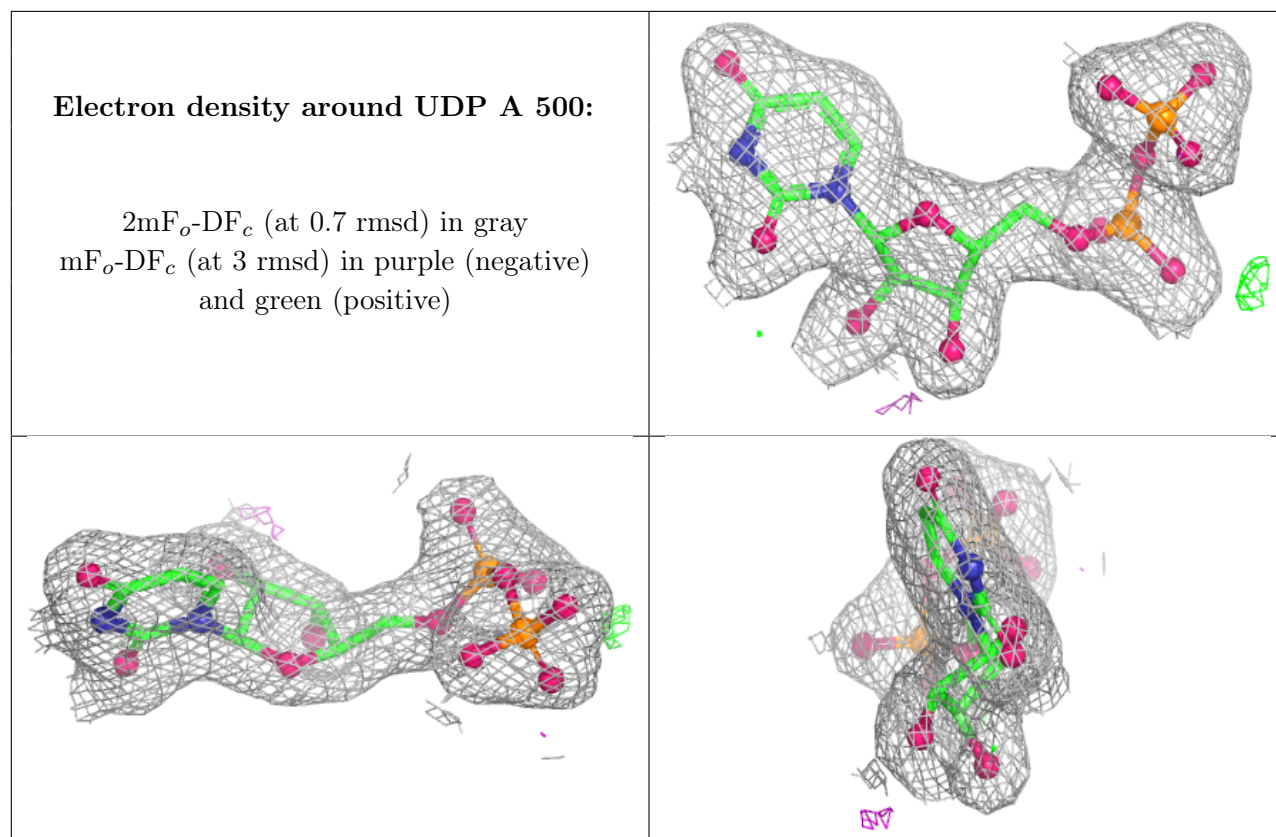 Electron density around UDP A 500:
2mFo-DFc (at 0.7 rmsd) in gray
mFo-DFc (at 3 rmsd) in purple (negative)
and green (positive)